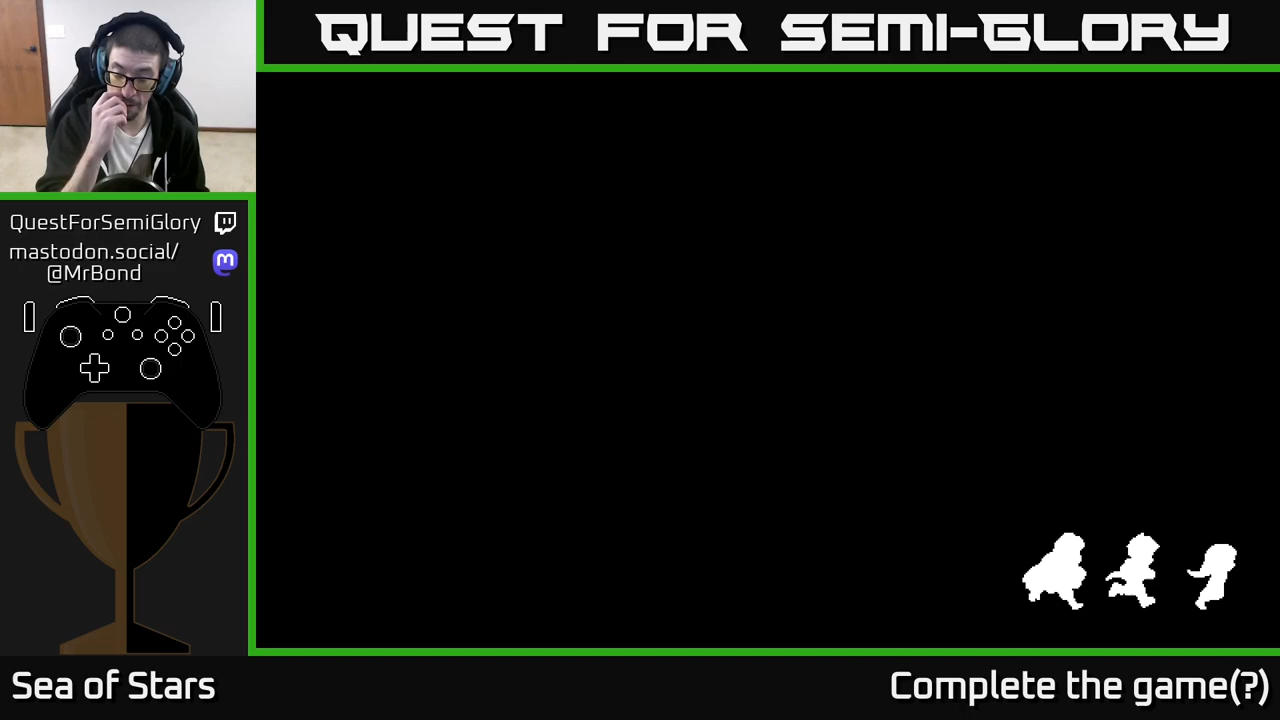 QUEST FOR SEMI-GLORY
QuestForSemiGlory
mastodon.social/
@MrBond
Sea of Stars
Complete the game(?)